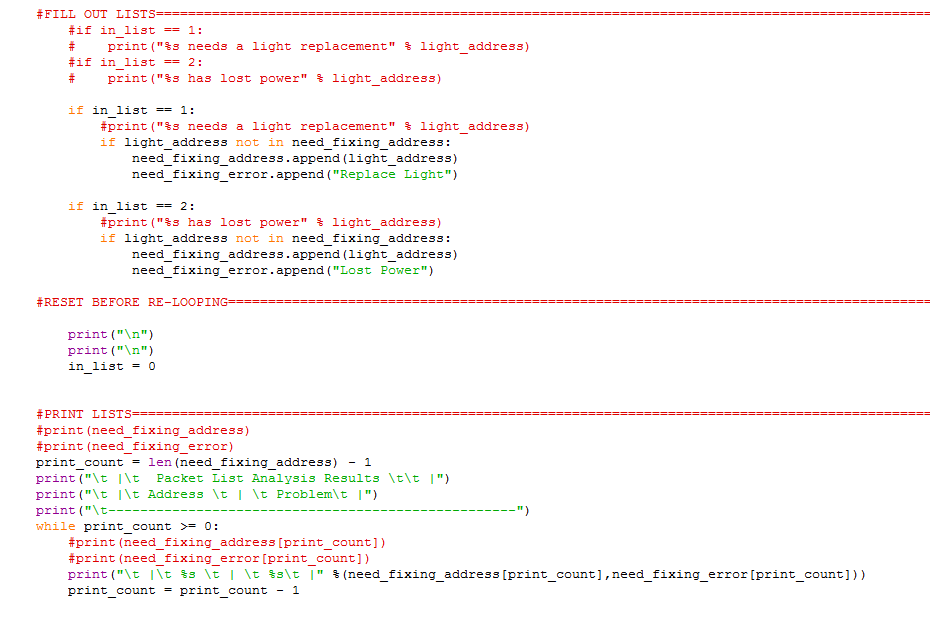 #FILL OUT LISTS=================================================================================================
    #if in_list == 1:
    #    print("%s needs a light replacement" % light_address)
    #if in_list == 2:
    #    print("%s has lost power" % light_address)

    if in_list == 1:
        #print("%s needs a light replacement" % light_address)
        if light_address not in need_fixing_address:
            need_fixing_address.append(light_address)
            need_fixing_error.append("Replace Light")

    if in_list == 2:
        #print("%s has lost power" % light_address)
        if light_address not in need_fixing_address:
            need_fixing_address.append(light_address)
            need_fixing_error.append("Lost Power")

#RESET BEFORE RE-LOOPING========================================================================================

    print("\n")
    print("\n")
    in_list = 0


#PRINT LISTS====================================================================================================
#print(need_fixing_address)
#print(need_fixing_error)
print_count = len(need_fixing_address) - 1
print("\t |\t  Packet List Analysis Results \t\t |")
print("\t |\t Address \t | \t Problem\t |")
print("\t---------------------------------------------------")
while print_count >= 0:
    #print(need_fixing_address[print_count])
    #print(need_fixing_error[print_count])
    print("\t |\t %s \t | \t %s\t |" %(need_fixing_address[print_count],need_fixing_error[print_count]))
    print_count = print_count - 1